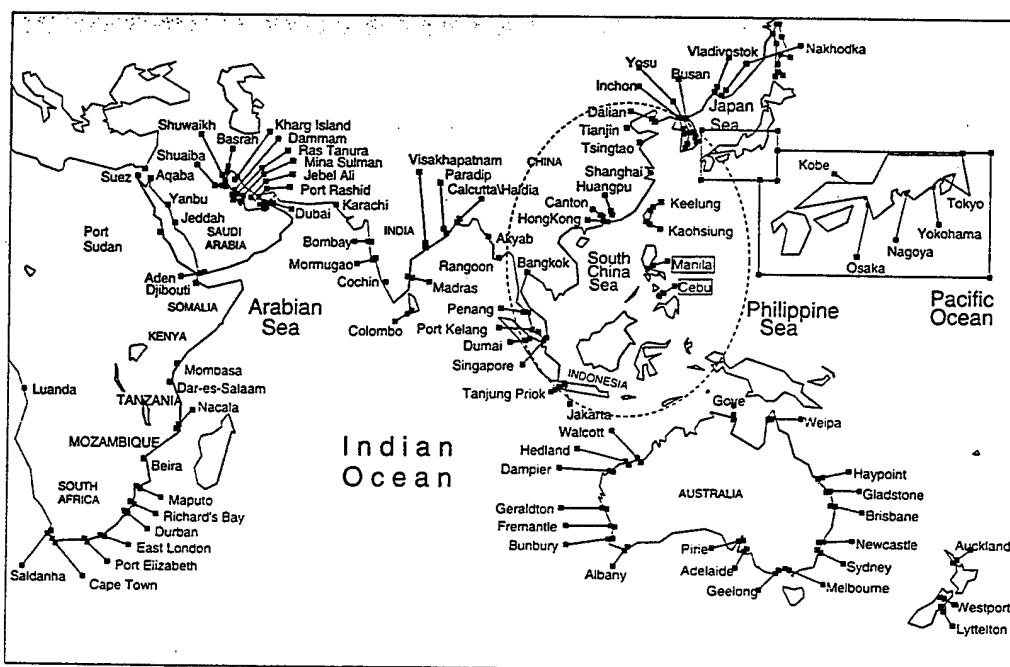 Vladivostok
Nakhodka
Yosu
Busan
Inchon
Japan
Sea
Dalian
Tianjin
Tsingtao
CHINA
Shanghai
Huangpu
Canton
HongKong
Keelung
Kaohsiung
Kobe
Tokyo
Yokohama
Nagoya
Osaka
Kharg Island
Shuwaikh
Dammam
Basrah
Ras Tanura
Shuaiba
Mina Sulman
Suez
Aqaba
Jebel Ali
Port Rashid
Yanbu
Dubai
Karachi
Jeddah
Port
Sudan
SAUDI
ARABIA
Visakhapatnam
Paradip
Calcutta\Haldia
INDIA
Bombay
Akyab
Mormugao
Rangoon
Bangkok
Cochin
Madras
Colombo
South
China
Sea
Manila
Cebu
Aden
Djibouti
SOMALIA
Arabian
Sea
Philippine
Sea
Pacific
Ocean
Penang
Port Kelang
Dumai
Singapore
INDONESIA
Tanjung Priok
Jakarta
KENYA
Mombasa
Luanda
Dar-es-Salaam
TANZANIA
Nacala
MOZAMBIQUE
Beira
SOUTH
AFRICA
Maputo
Richard's Bay
Durban
East London
Port Elizabeth
Saldanha
Cape Town
Indian
Ocean
Gove
Weipa
Walcott
Hedland
Dampier
AUSTRALIA
Haypoint
Gladstone
Geraldton
Brisbane
Fremantle
Bunbury
Pirie
Newcastle
Albany
Adelaide
Sydney
Geelong
Melbourne
Auckland
Westport
Lyttelton